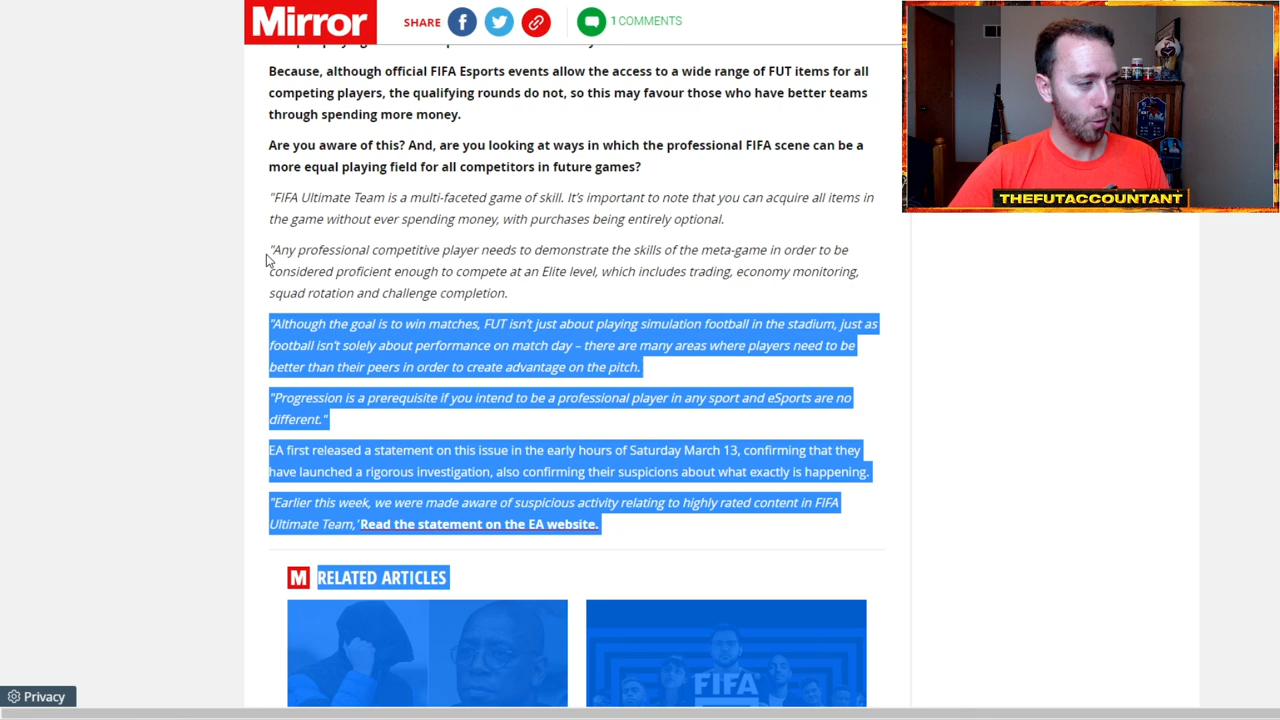 Mirror
SHARE
1 COMMENTS
Because, although official FIFA Esports events allow the access to a wide range of FUT items for all
competing players, the qualifying rounds do not, so this may favour those who have better teams
through spending more money.
Are you aware of this? And, are you looking at ways in which the professional FIFA scene can be a
more equal playing field for all competitors in future games?
"FIFA Ultimate Team is a multi-faceted game of skill. It's important to note that you can acquire all items in
the game without ever spending money, with purchases being entirely optional.
"Any professional competitive player needs to demonstrate the skills of the meta-game in order to be
considered proficient enough to compete at an Elite level, which includes trading, economy monitoring,
squad rotation and challenge completion.
"Although the goal is to win matches, FUT isn't just about playing simulation football in the stadium, just as
football isn't solely about performance on match day – there are many areas where players need to be
better than their peers in order to create advantage on the pitch.
"Progression is a prerequisite if you intend to be a professional player in any sport and eSports are no
different."
EA first released a statement on this issue in the early hours of Saturday March 13, confirming that they
have launched a rigorous investigation, also confirming their suspicions about what exactly is happening.
"Earlier this week, we were made aware of suspicious activity relating to highly rated content in FIFA
Ultimate Team,' Read the statement on the EA website.
M RELATED ARTICLES
FIFA
Privacy
THEFUTACCOUNTANT